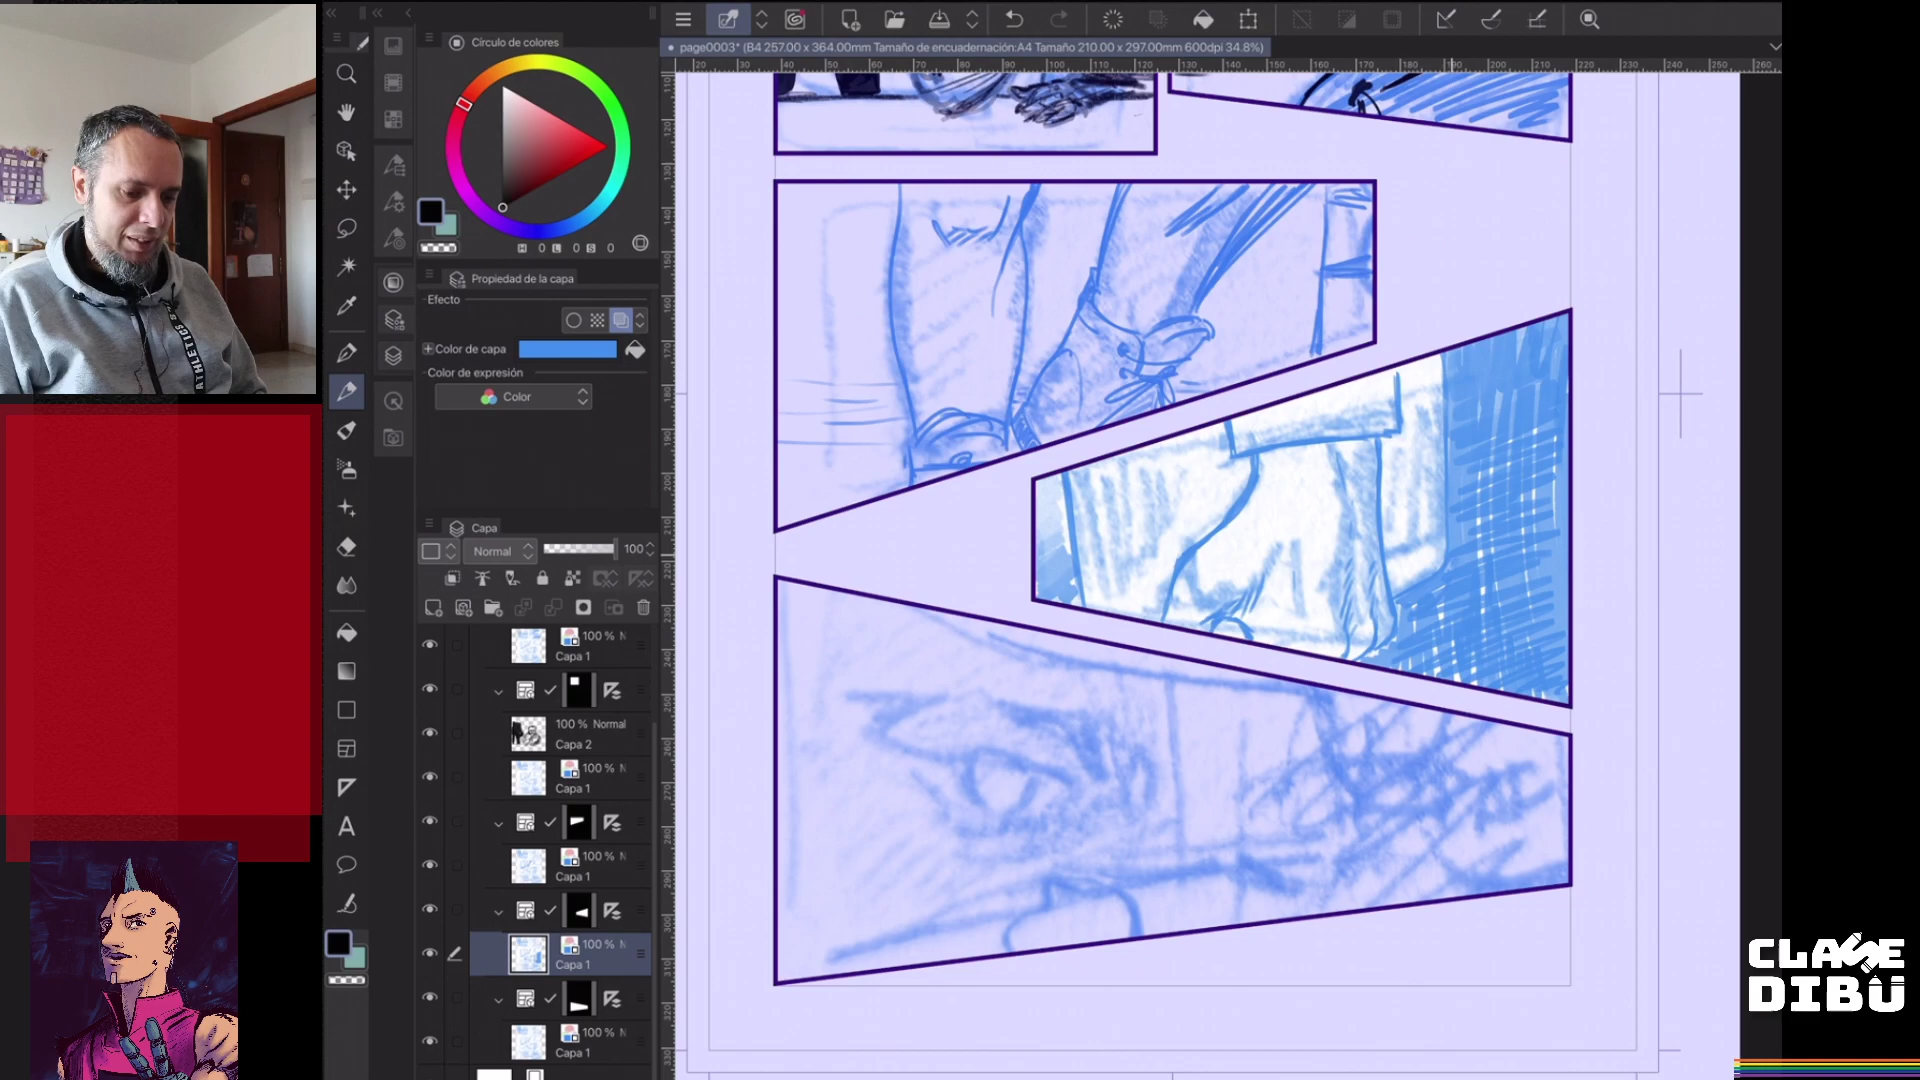 Círculo de colores
page0003* (B4 257.00 x 364.00mm Tamaño de encuadernación:A4 Tamaño 210.00 x 297.00mm 600dpi 34.8%)
H 0 L 0 S 0
Propiedad de la capa
Efecto
Color de capa
Color de expresión
Color
Capa
Normal 100
100 % N
Capa 1
100 % Normal
Capa 2
100 % N
Capa 1
100 % N
Capa 1
100 % N
Capa 1
100 % N
Capa 1
ATHLETICS
CLASE
DIBU